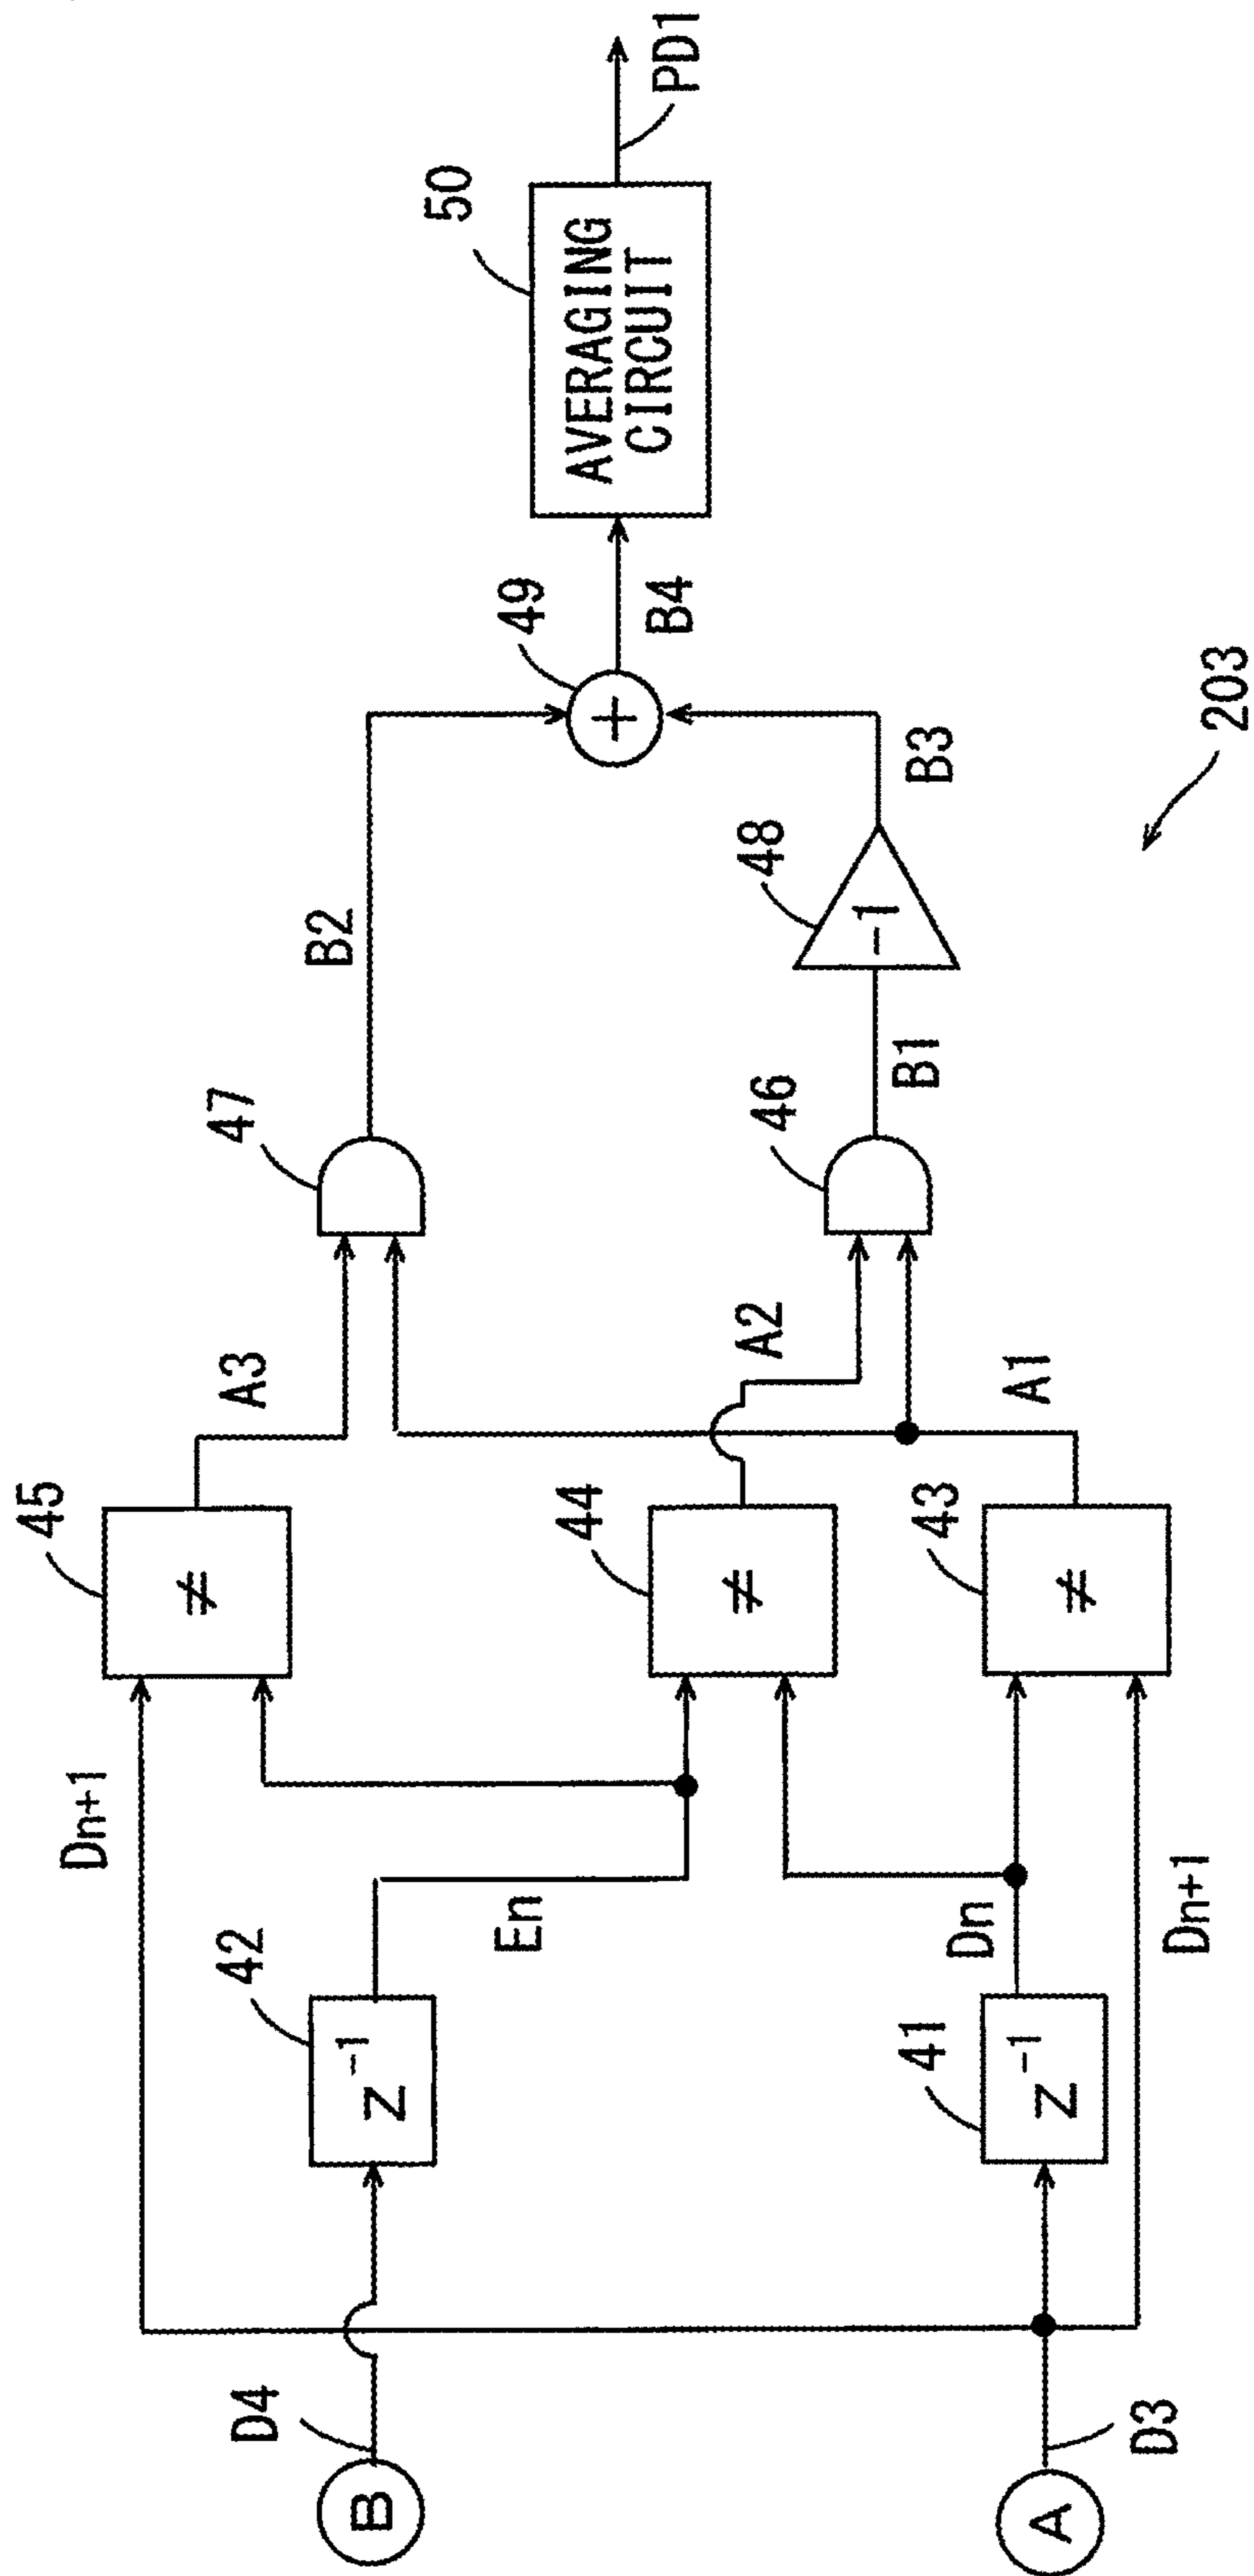 B
D4
A
D3
42
z⁻¹
41
z⁻¹
Dn+1
En
Dn
Dn+1
45
≠
44
≠
43
≠
A3
A2
A1
47
46
B2
B1
48
-1
B3
49
+
B4
50
AVERAGING
CIRCUIT
PD1
203